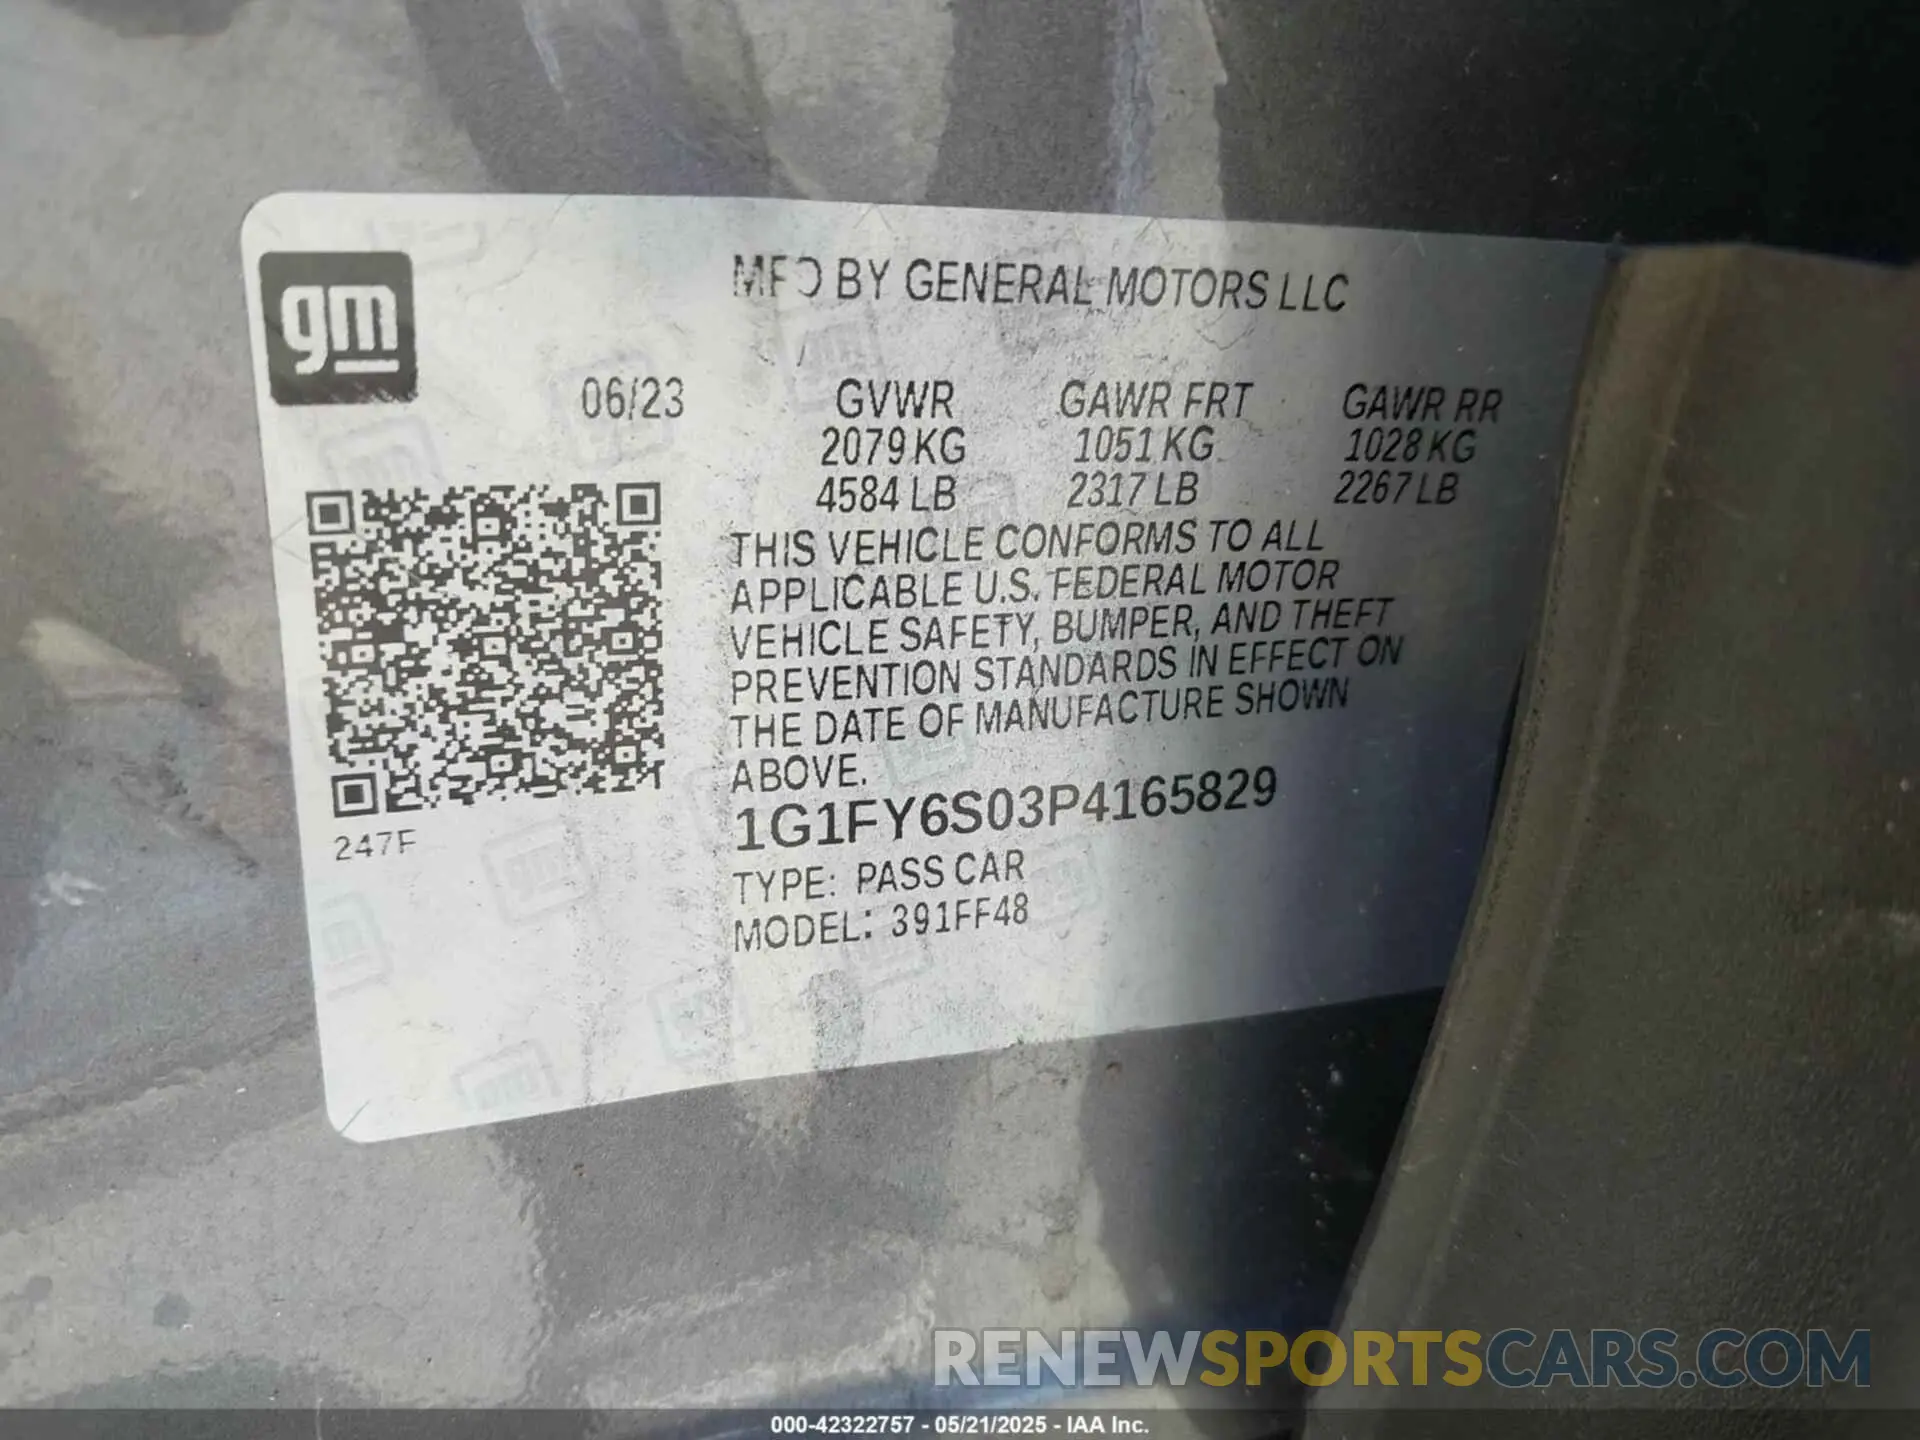 gm
MFD BY GENERAL MOTORS LLC
06/23
GVWR GAWR FRT GAWR RR
2079 KG 1051 KG 1028 KG
4584 LB 2317 LB 2267 LB
THIS VEHICLE CONFORMS TO ALL
APPLICABLE U.S. FEDERAL MOTOR
VEHICLE SAFETY, BUMPER, AND THEFT
PREVENTION STANDARDS IN EFFECT ON
THE DATE OF MANUFACTURE SHOWN
ABOVE.
1G1FY6S03P4165829
247F
TYPE: PASS CAR
MODEL: 391FF48
RENEWSPORTSCARS.COM
000-42322757 - 05/21/2025 - IAA Inc.